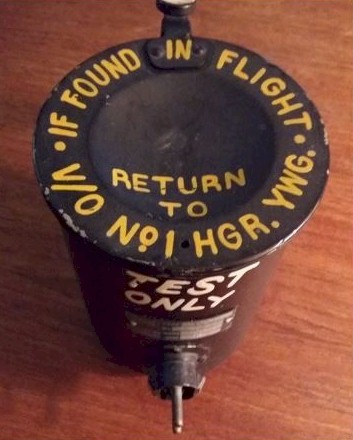 IF FOUND IN FLIGHT
RETURN
TO
V/O Nº1 HGR. YWG.
TEST
ONLY